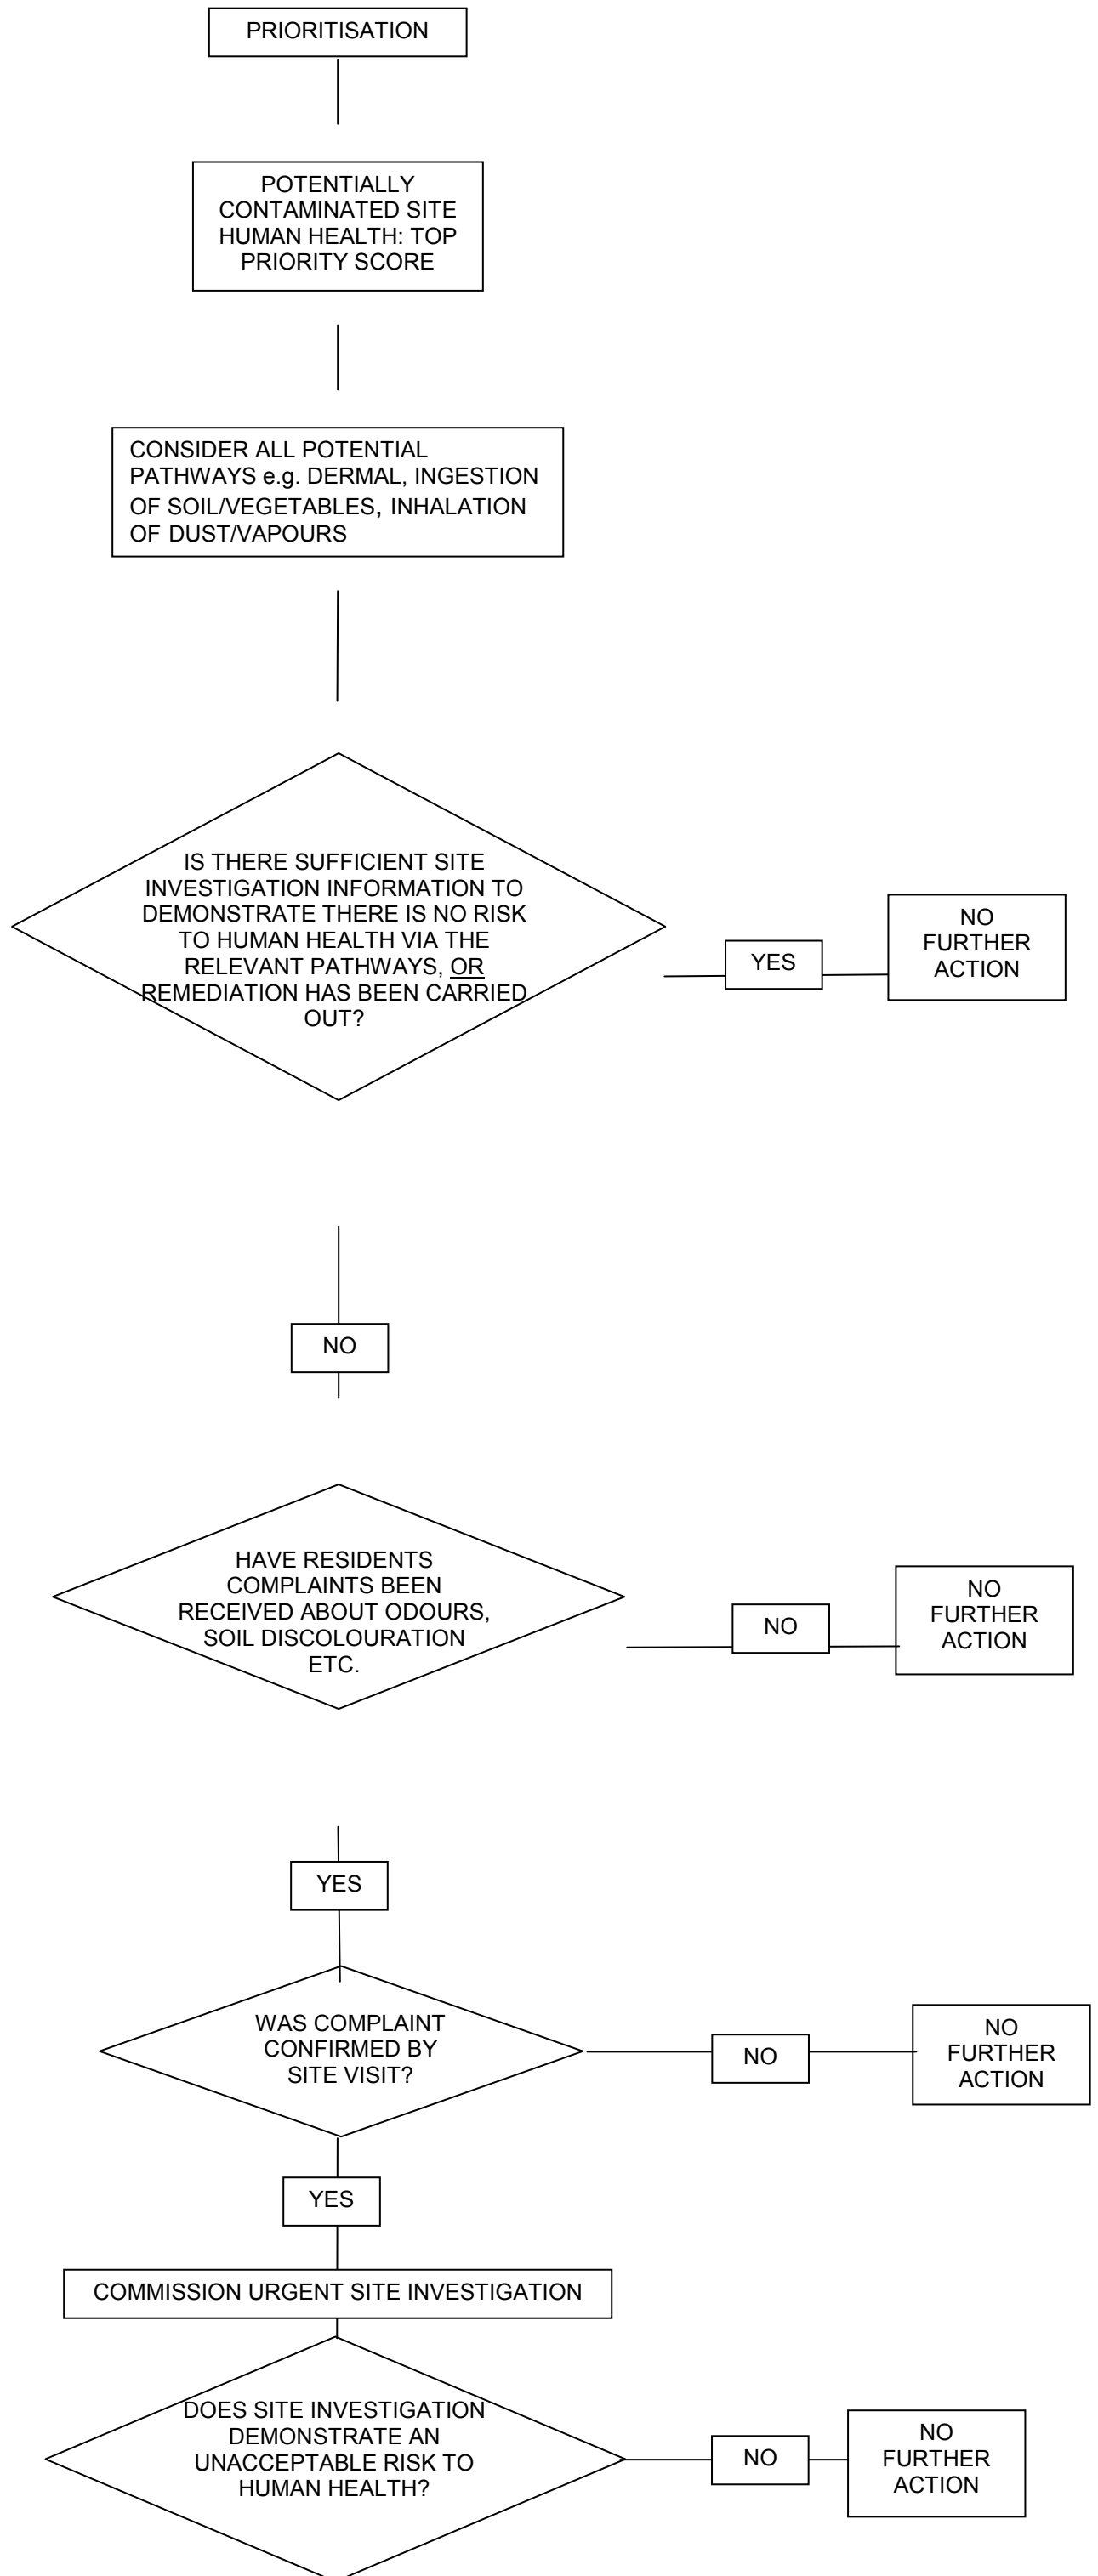 PRIORITISATION
POTENTIALLY
CONTAMINATED SITE
HUMAN HEALTH: TOP
PRIORITY SCORE
CONSIDER ALL POTENTIAL
PATHWAYS e.g. DERMAL, INGESTION
OF SOIL/VEGETABLES, INHALATION
OF DUST/VAPOURS
IS THERE SUFFICIENT SITE
INVESTIGATION INFORMATION TO
DEMONSTRATE THERE IS NO RISK
TO HUMAN HEALTH VIA THE
RELEVANT PATHWAYS, OR
REMEDIATION HAS BEEN CARRIED
OUT?
YES
NO
FURTHER
ACTION
NO
HAVE RESIDENTS
COMPLAINTS BEEN
RECEIVED ABOUT ODOURS,
SOIL DISCOLOURATION
ETC.
NO
NO
FURTHER
ACTION
YES
WAS COMPLAINT
CONFIRMED BY
SITE VISIT?
NO
NO
FURTHER
ACTION
YES
COMMISSION URGENT SITE INVESTIGATION
DOES SITE INVESTIGATION
DEMONSTRATE AN
UNACCEPTABLE RISK TO
HUMAN HEALTH?
NO
NO
FURTHER
ACTION